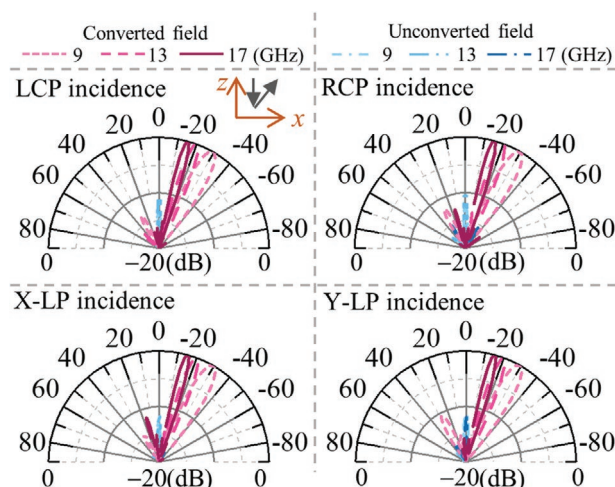 Converted field
Unconverted field
9 13 17 (GHz)
9 13 17 (GHz)
LCP incidence
z
x
0
20 -20
40 -40
60 -60
80 -80
0 −20(dB) 0
RCP incidence
0
20 -20
40 -40
60 -60
80 -80
0 −20(dB) 0
X-LP incidence
0
20 -20
40 -40
60 -60
80 -80
0 −20(dB) 0
Y-LP incidence
0
20 -20
40 -40
60 -60
80 -80
0 −20(dB) 0